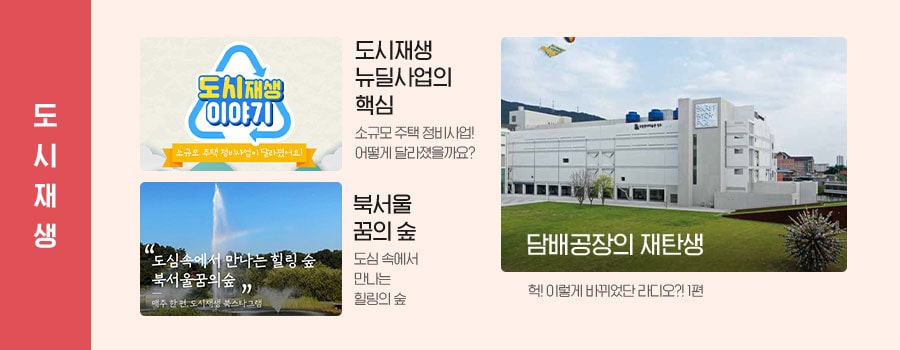 도시재생
도시재생
이야기
소규모 주택 정비사업이 달라졌어요!
도시재생
뉴딜사업의
핵심
소규모 주택 정비사업!
어떻게 달라졌을까요?
“도심속에서 만나는 힐링 숲
북서울꿈의숲”
매주 한 편, 도시재생 북스타그램
북서울
꿈의 숲
도심 속에서
만나는
힐링의 숲
담배공장의 재탄생
헉! 이렇게 바뀌었단 라디오?! 1편